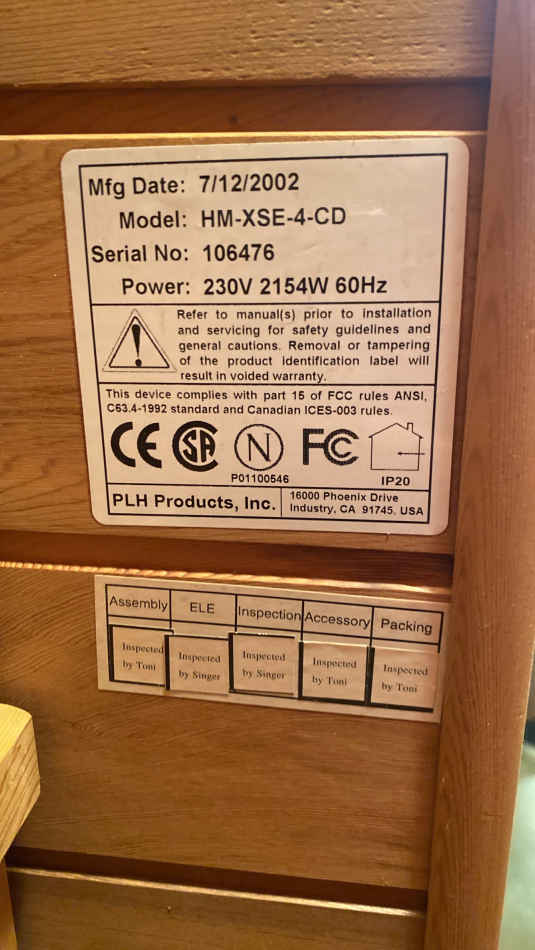 Mfg Date: 7/12/2002
Model: HM-XSE-4-CD
Serial No: 106476
Power: 230V 2154W 60Hz
Refer to manual(s) prior to installation
and servicing for safety guidelines and
general cautions. Removal or tampering
of the product identification label will
result in voided warranty.
This device complies with part 15 of FCC rules ANSI,
C63.4-1992 standard and Canadian ICES-003 rules.
CE SA N FC
P01100546
IP20
PLH Products, Inc.
16000 Phoenix Drive
Industry, CA 91745, USA
Assembly ELE Inspection Accessory Packing
Inspected
by Toni
Inspected
by Singer
Inspected
by Singer
Inspected
by Toni
Inspected
by Toni